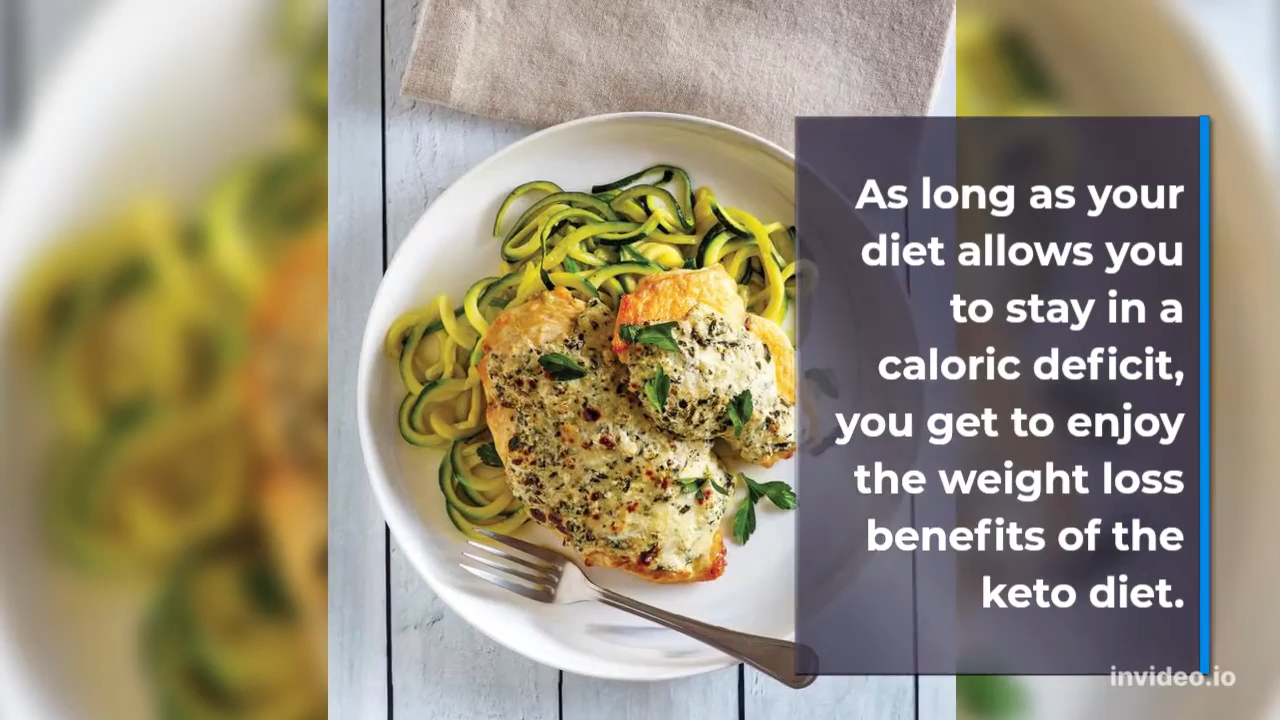 As long as your
diet allows you
to stay in a
caloric deficit,
you get to enjoy
the weight loss
benefits of the
keto diet.
invideo.io